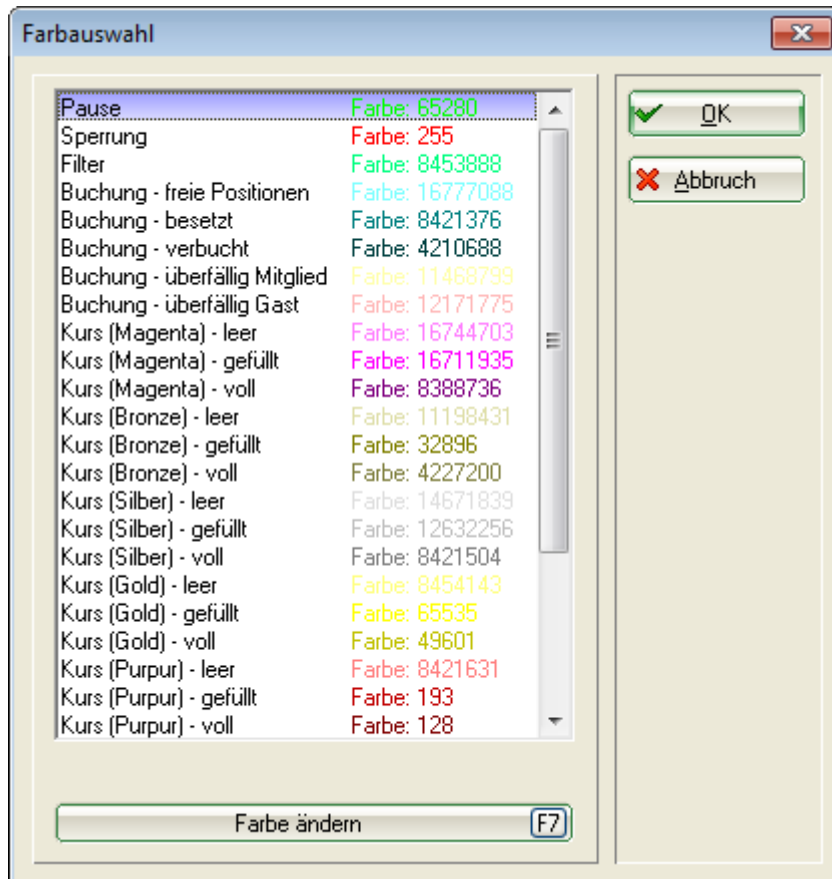 Farbauswahl
Pause Farbe: 65280
Sperrung Farbe: 255
Filter Farbe: 8453888
Buchung - freie Positionen Farbe: 16777088
Buchung - besetzt Farbe: 8421376
Buchung - verbucht Farbe: 4210688
Buchung - überfällig Mitglied Farbe: 11468799
Buchung - überfällig Gast Farbe: 12171775
Kurs (Magenta) - leer Farbe: 16744703
Kurs (Magenta) - gefüllt Farbe: 16711935
Kurs (Magenta) - voll Farbe: 8388736
Kurs (Bronze) - leer Farbe: 11198431
Kurs (Bronze) - gefüllt Farbe: 32896
Kurs (Bronze) - voll Farbe: 4227200
Kurs (Silber) - leer Farbe: 14671839
Kurs (Silber) - gefüllt Farbe: 12632256
Kurs (Silber) - voll Farbe: 8421504
Kurs (Gold) - leer Farbe: 8454143
Kurs (Gold) - gefüllt Farbe: 65535
Kurs (Gold) - voll Farbe: 49601
Kurs (Purpur) - leer Farbe: 8421631
Kurs (Purpur) - gefüllt Farbe: 193
Kurs (Purpur) - voll Farbe: 128
Farbe ändern F7
OK
Abbruch